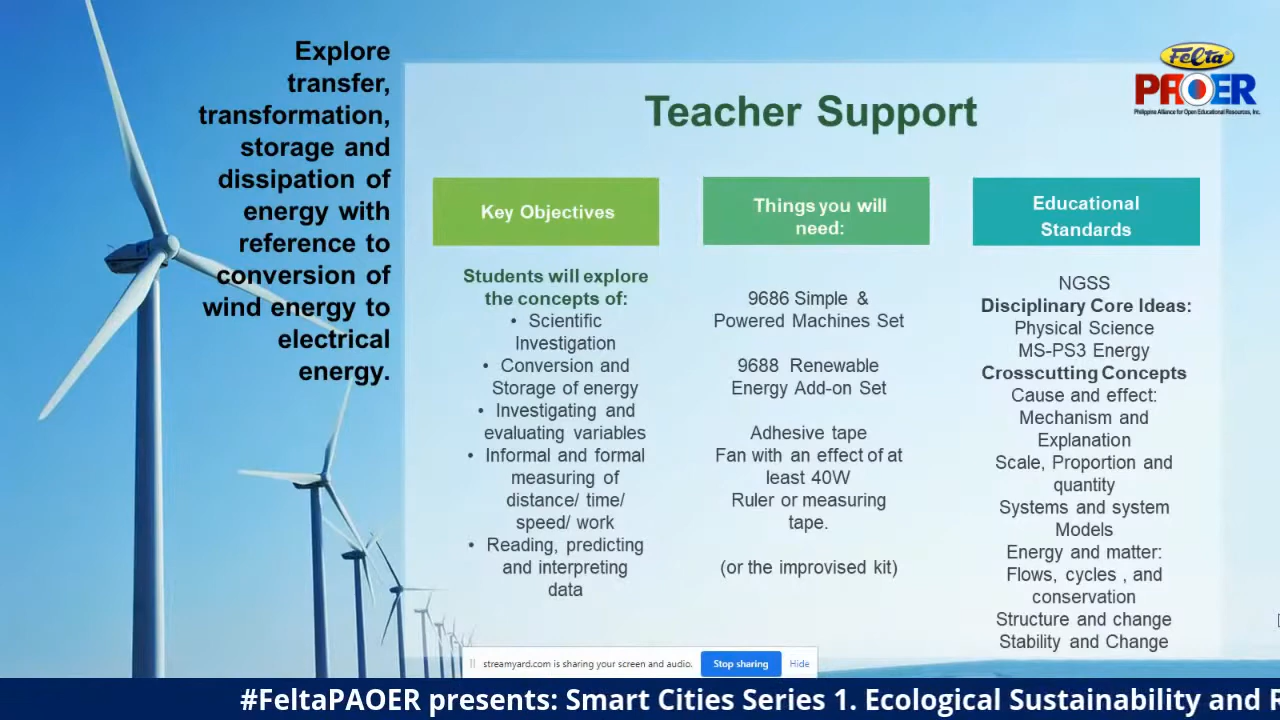 Explore
transfer,
transformation,
storage and
dissipation of
energy with
reference to
conversion of
wind energy to
electrical
energy.
Felta
PAOER
Philippine Alliance for Open Educational Resources, Inc.
Teacher Support
Key Objectives
Students will explore
the concepts of:
• Scientific
Investigation
• Conversion and
Storage of energy
• Investigating and
evaluating variables
• Informal and formal
measuring of
distance/ time/
speed/ work
• Reading, predicting
and interpreting
data
Things you will
need:
9686 Simple &
Powered Machines Set
9688 Renewable
Energy Add-on Set
Adhesive tape
Fan with an effect of at
least 40W
Ruler or measuring
tape.
(or the improvised kit)
Educational
Standards
NGSS
Disciplinary Core Ideas:
Physical Science
MS-PS3 Energy
Crosscutting Concepts
Cause and effect:
Mechanism and
Explanation
Scale, Proportion and
quantity
Systems and system
Models
Energy and matter:
Flows, cycles , and
conservation
Structure and change
Stability and Change
streamyard.com is sharing your screen and audio.
Stop sharing
Hide
#FeltaPAOER presents: Smart Cities Series 1. Ecological Sustainability and